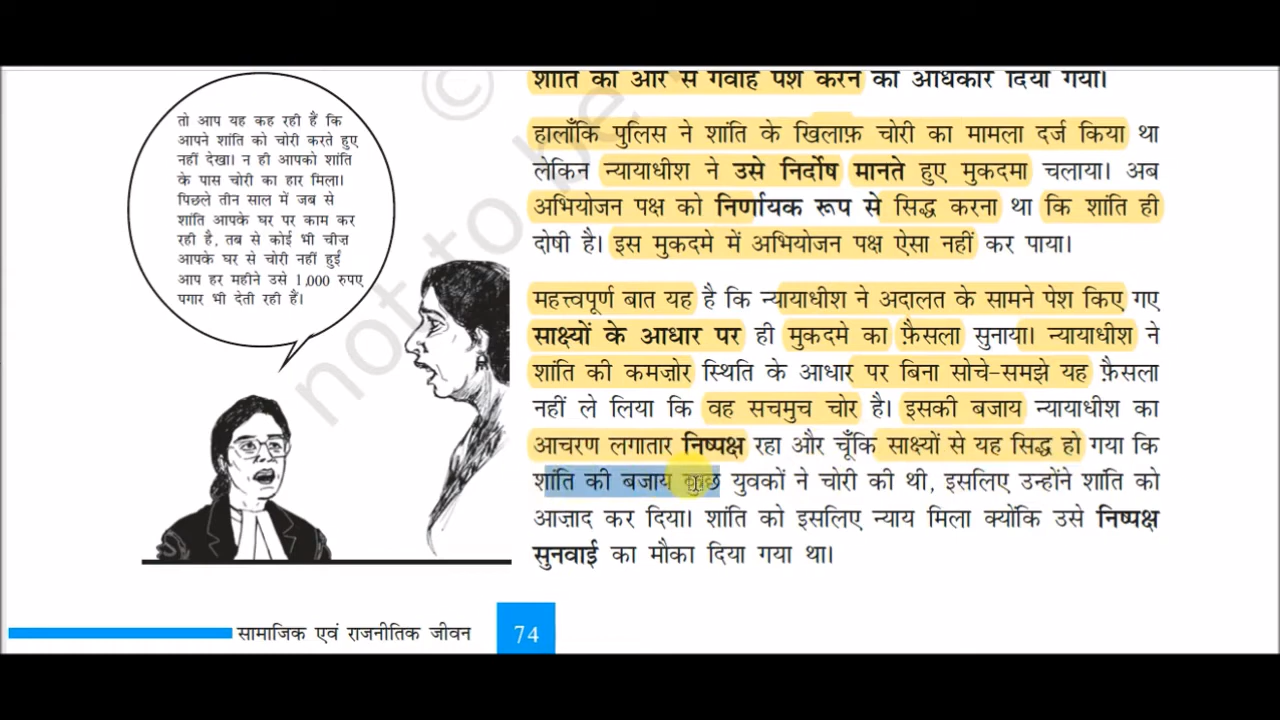 तो आप यह कह रही हैं कि
आपने शांति को चोरी करते हुए
नहीं देखा। न ही आपको शांति
के पास चोरी का हार मिला।
पिछले तीन साल में जब से
शांति आपके घर पर काम कर
रही है, तब से कोई भी चीज़
आपके घर से चोरी नहीं हुई
आप हर महीने उसे 1,000 रुपए
पगार भी देती रही हैं।
शांति की ओर से गवाह पेश करने का अधिकार दिया गया।
हालाँकि पुलिस ने शांति के खिलाफ़ चोरी का मामला दर्ज किया था
लेकिन न्यायाधीश ने उसे निर्दोष मानते हुए मुकदमा चलाया। अब
अभियोजन पक्ष को निर्णायक रूप से सिद्ध करना था कि शांति ही
दोषी है। इस मुकदमे में अभियोजन पक्ष ऐसा नहीं कर पाया।
महत्त्वपूर्ण बात यह है कि न्यायाधीश ने अदालत के सामने पेश किए गए
साक्ष्यों के आधार पर ही मुकदमे का फ़ैसला सुनाया। न्यायाधीश ने
शांति की कमज़ोर स्थिति के आधार पर बिना सोचे-समझे यह फ़ैसला
नहीं ले लिया कि वह सचमुच चोर है। इसकी बजाय न्यायाधीश का
आचरण लगातार निष्पक्ष रहा और चूँकि साक्ष्यों से यह सिद्ध हो गया कि
शांति की बजाय कुछ युवकों ने चोरी की थी, इसलिए उन्होंने शांति को
आज़ाद कर दिया। शांति को इसलिए न्याय मिला क्योंकि उसे निष्पक्ष
सुनवाई का मौका दिया गया था।
© not to be
सामाजिक एवं राजनीतिक जीवन 74